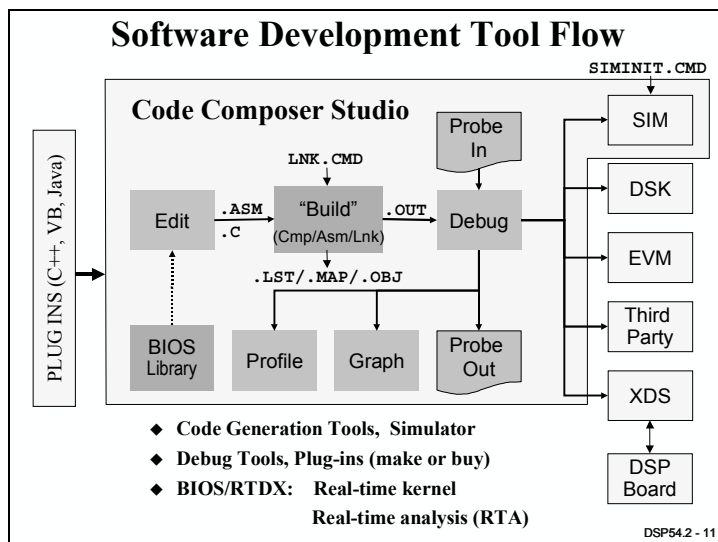 Software Development Tool Flow
SIMINIT.CMD
Code Composer Studio
PLUG INS (C++, VB, Java)
LNK.CMD
Probe
In
SIM
Edit
.ASM
.C
“Build”
(Cmp/Asm/Lnk)
.OUT
Debug
DSK
EVM
.LST/.MAP/.OBJ
BIOS
Library
Profile
Graph
Probe
Out
Third
Party
XDS
DSP
Board
◆ Code Generation Tools, Simulator
◆ Debug Tools, Plug-ins (make or buy)
◆ BIOS/RTDX: Real-time kernel
Real-time analysis (RTA)
DSP54.2 - 11